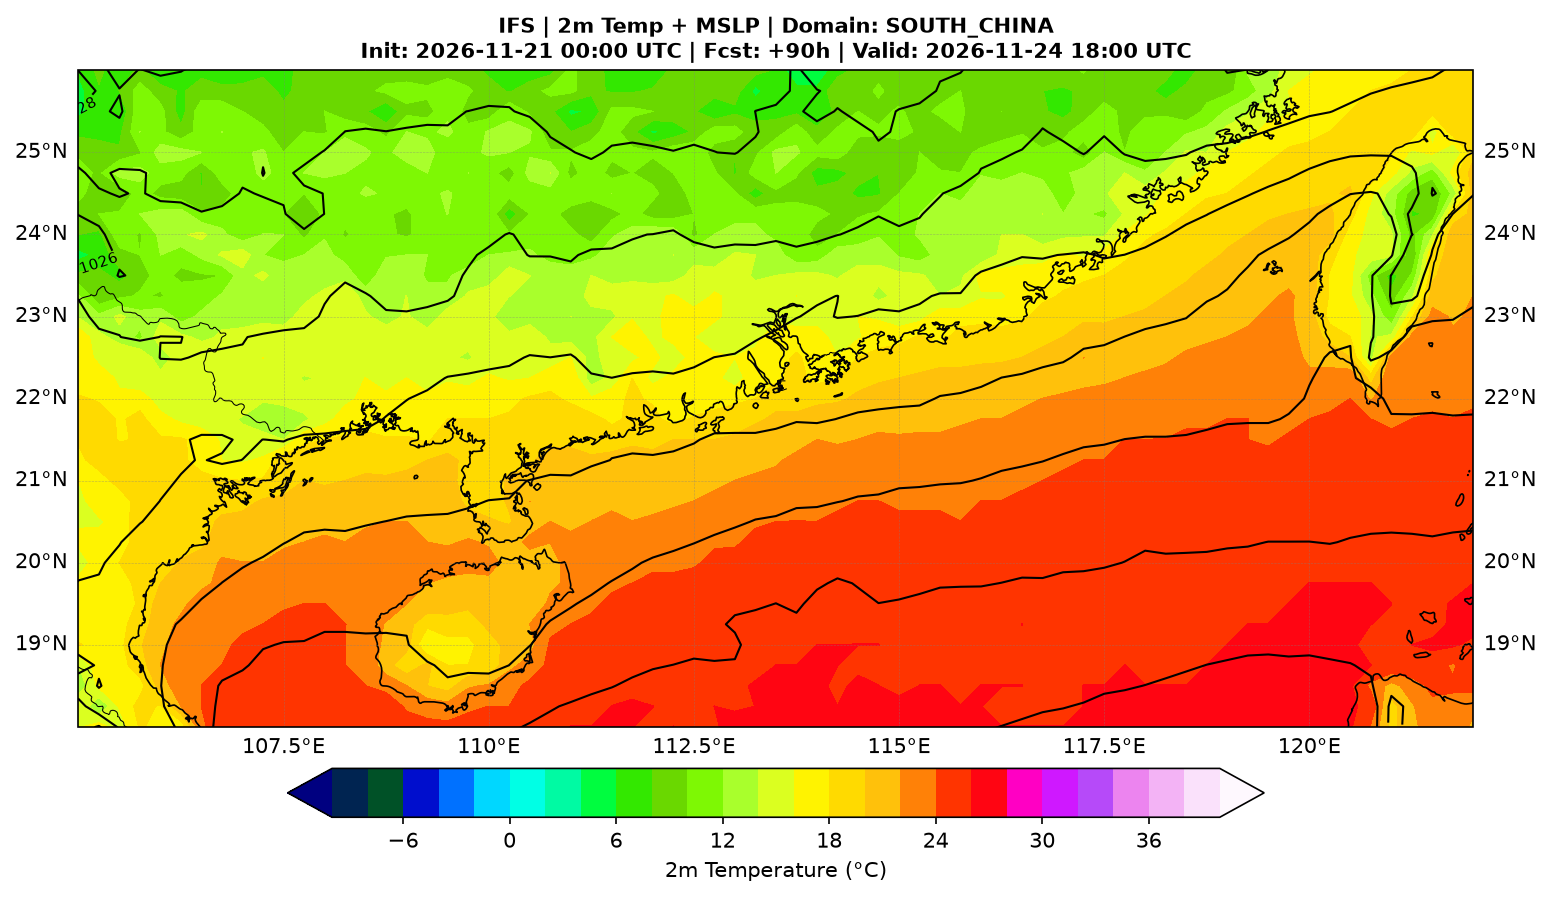 IFS | 2m Temp + MSLP | Domain: SOUTH_CHINA
Init: 2026-11-21 00:00 UTC | Fcst: +90h | Valid: 2026-11-24 18:00 UTC
28
1026
25°N
24°N
23°N
22°N
21°N
20°N
19°N
25°N
24°N
23°N
22°N
21°N
20°N
19°N
107.5°E 110°E 112.5°E 115°E 117.5°E 120°E
−6 0 6 12 18 24 30 36
2m Temperature (°C)